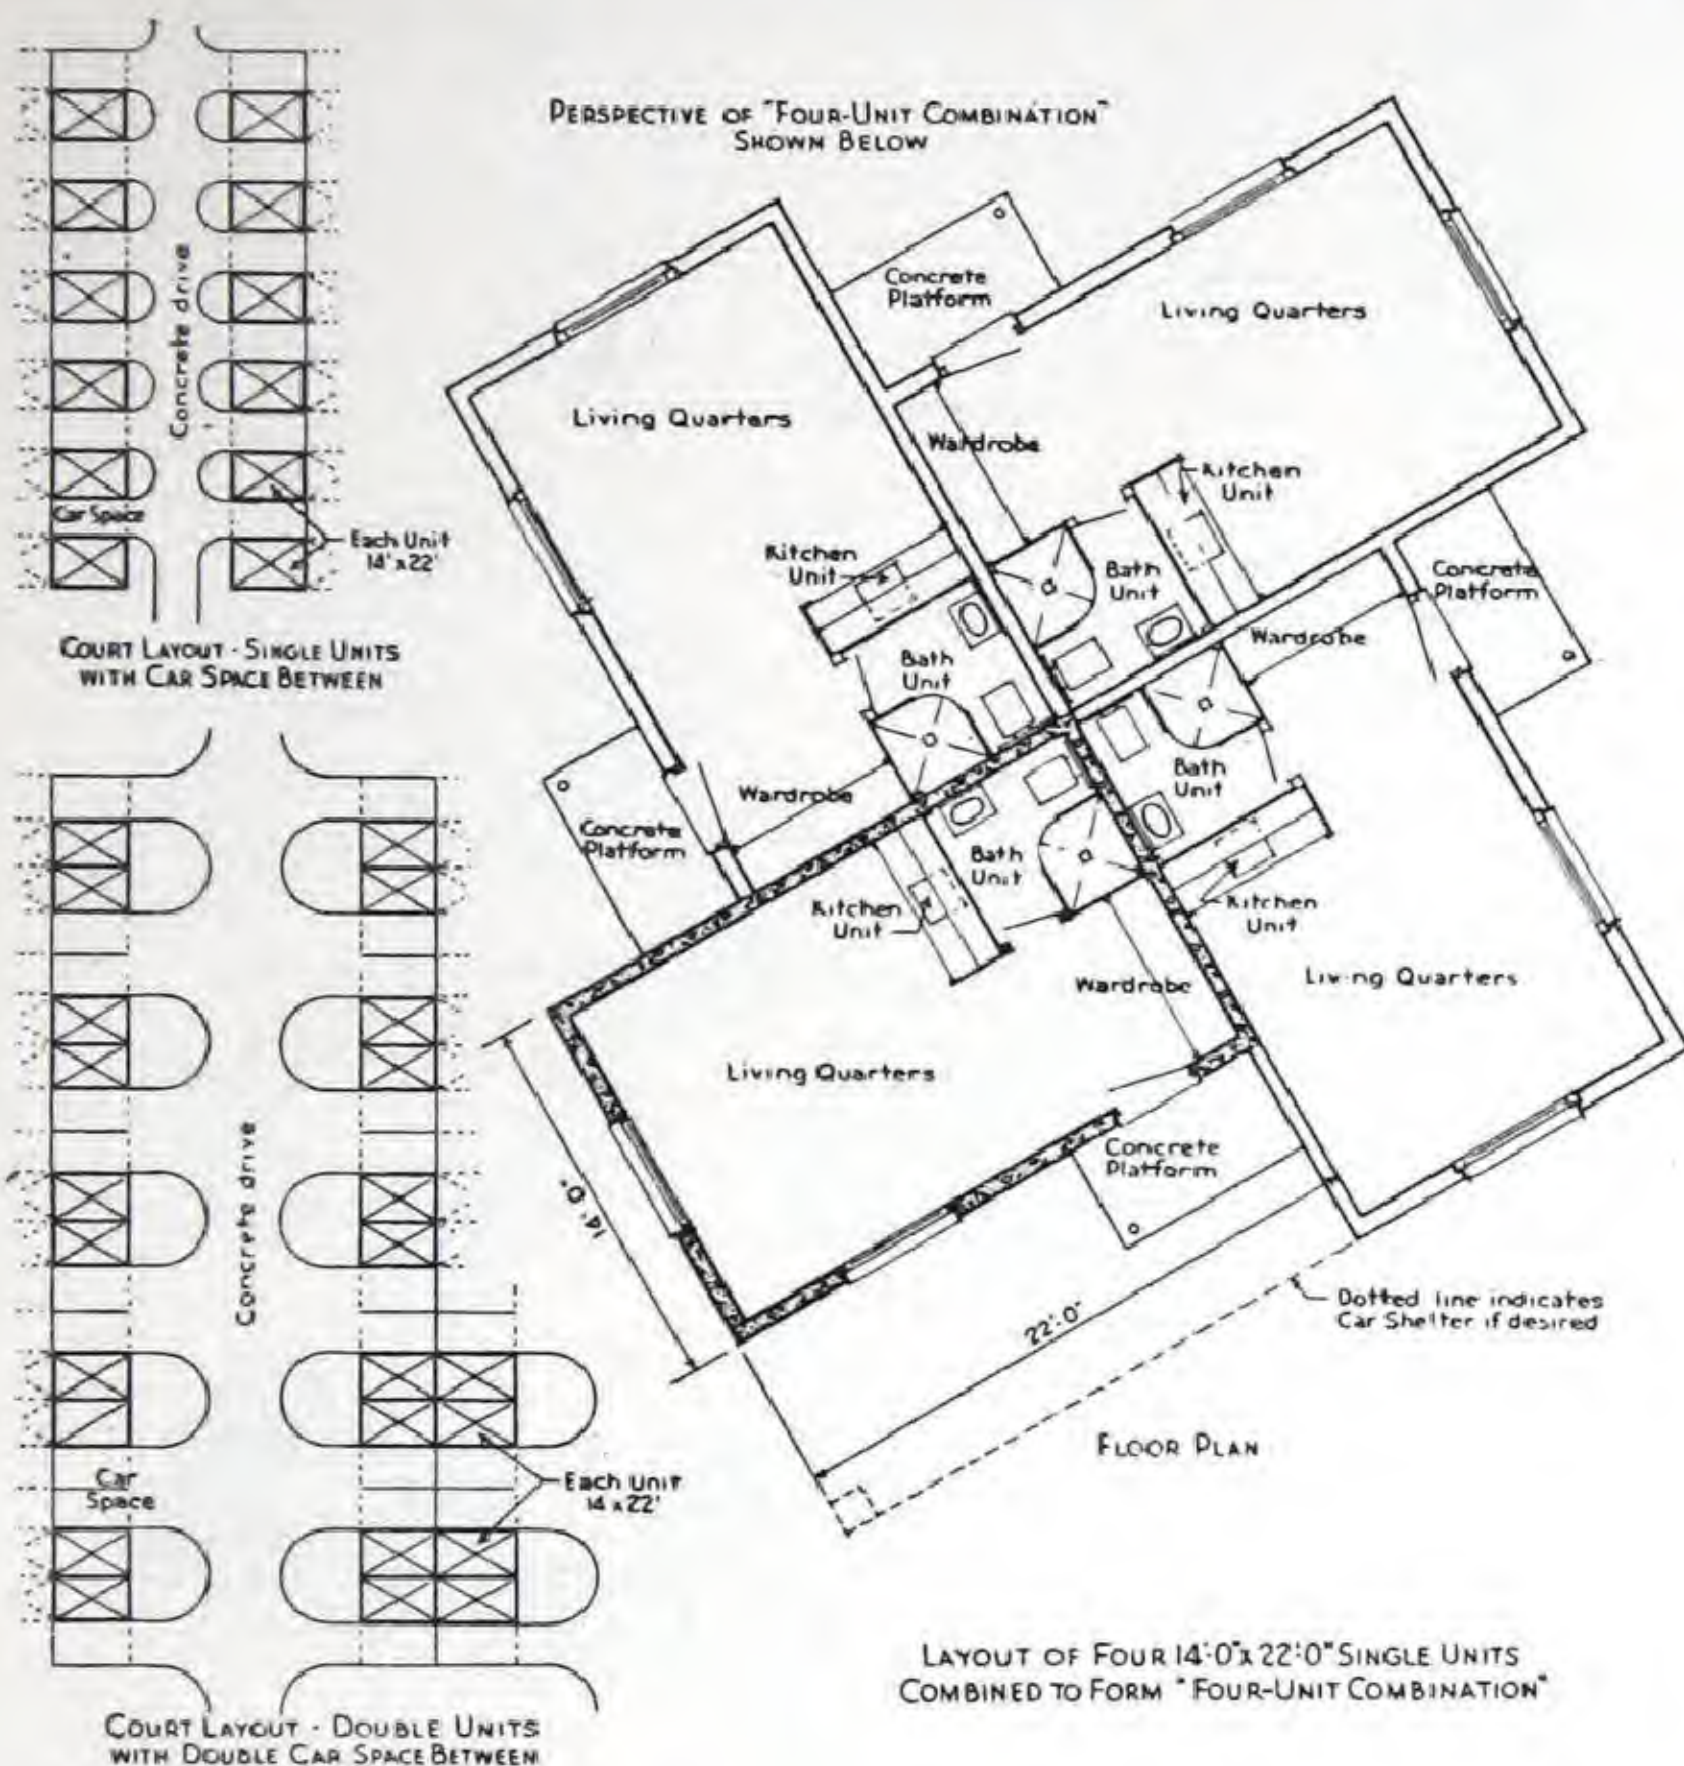 PERSPECTIVE OF "FOUR-UNIT COMBINATION"
SHOWN BELOW
Concrete drive
Car Space
Each Unit
14' x 22'
COURT LAYOUT - SINGLE UNITS
WITH CAR SPACE BETWEEN
Concrete drive
Car
Space
Each Unit
14 x 22'
COURT LAYOUT - DOUBLE UNITS
WITH DOUBLE CAR SPACE BETWEEN
Living Quarters
Concrete
Platform
Living Quarters
Wardrobe
Kitchen
Unit
Kitchen
Unit
Bath
Unit
Concrete
Platform
Wardrobe
Bath
Unit
Wardrobe
Bath
Unit
Concrete
Platform
Bath
Unit
Kitchen
Unit
Kitchen
Unit
Wardrobe
Living Quarters
Living Quarters
Concrete
Platform
14'-0"
22'-0"
Dotted line indicates
Car Shelter if desired
FLOOR PLAN
LAYOUT OF FOUR 14'-0" x 22'-0" SINGLE UNITS
COMBINED TO FORM "FOUR-UNIT COMBINATION"